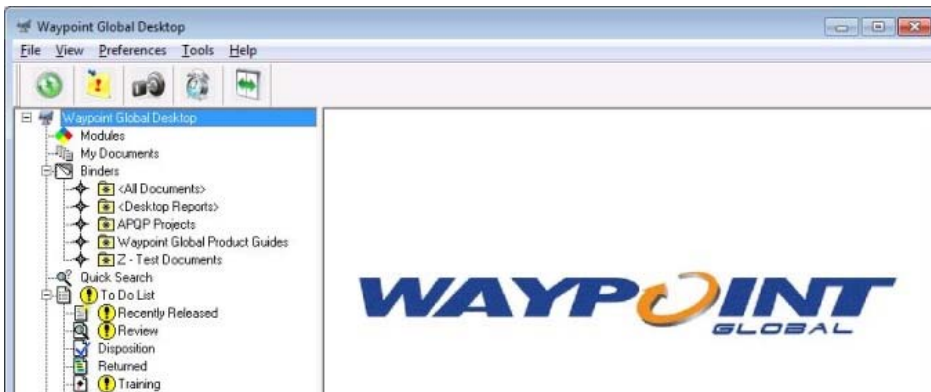 Waypoint Global Desktop
File View Preferences Tools Help
Waypoint Global Desktop
Modules
My Documents
Binders
<All Documents>
<Desktop Reports>
APQP Projects
Waypoint Global Product Guides
Z - Test Documents
Quick Search
To Do List
Recently Released
Review
Disposition
Returned
Training
WAYPOINT
GLOBAL